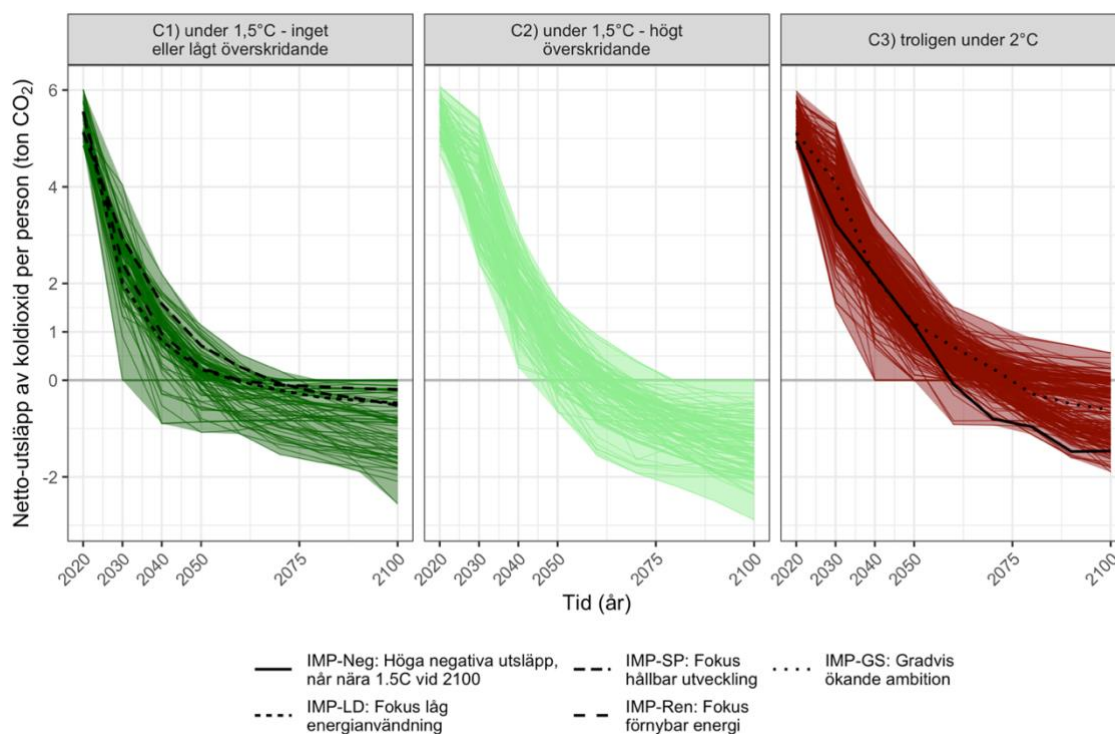 C1) under 1,5°C - inget
eller lågt överskridande
C2) under 1,5°C - högt
överskridande
C3) troligen under 2°C
Netto-utsläpp av koldioxid per person (ton CO₂)
6
4
2
1
0
-2
2020
2030
2040
2050
2075
2100
2020
2030
2040
2050
2075
2100
2020
2030
2040
2050
2075
2100
Tid (år)
IMP-Neg: Höga negativa utsläpp,
når nära 1.5C vid 2100
IMP-LD: Fokus låg
energianvändning
IMP-SP: Fokus
hållbar utveckling
IMP-Ren: Fokus
förnybar energi
IMP-GS: Gradvis
ökande ambition